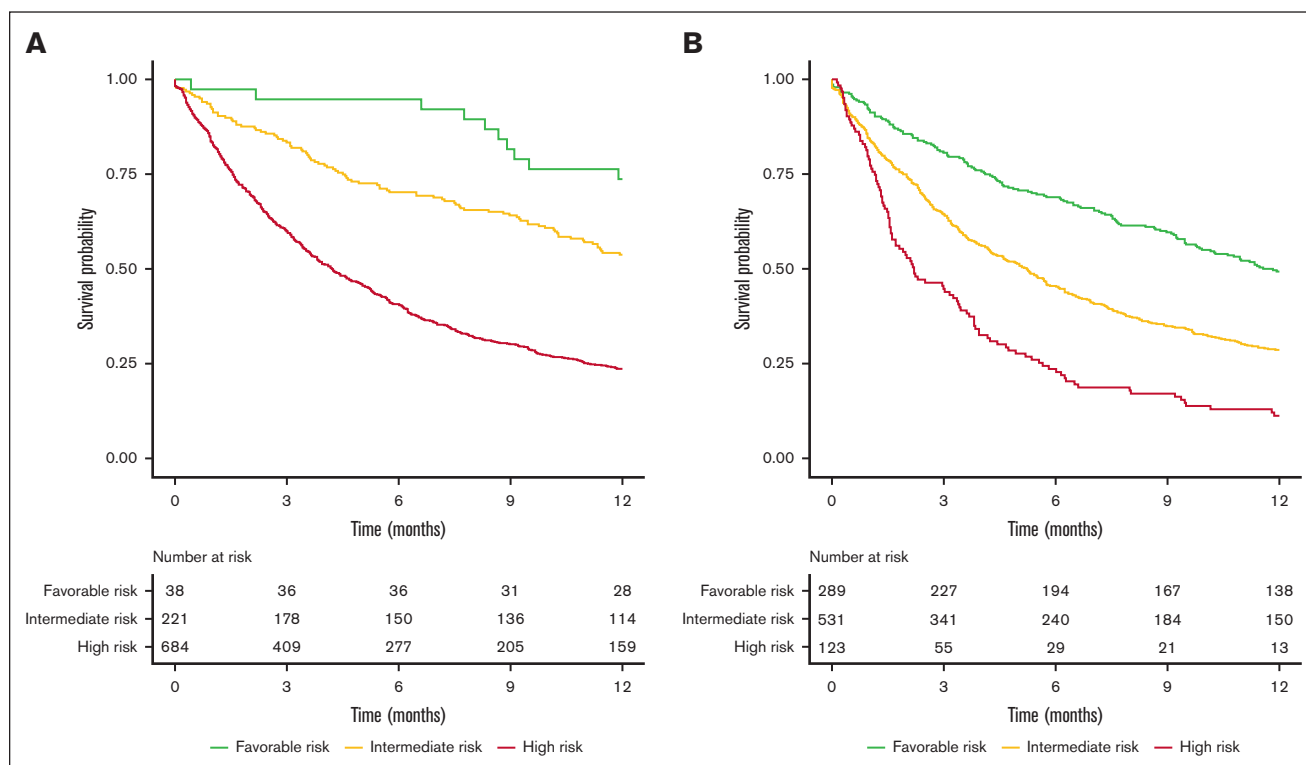 A
Survival probability
1.00
0.75
0.50
0.25
0.00
0 3 6 9 12
Time (months)
Number at risk
Favorable risk 38 36 36 31 28
Intermediate risk 221 178 150 136 114
High risk 684 409 277 205 159
0 3 6 9 12
Time (months)
Favorable risk Intermediate risk High risk
B
Survival probability
1.00
0.75
0.50
0.25
0.00
0 3 6 9 12
Time (months)
Number at risk
Favorable risk 289 227 194 167 138
Intermediate risk 531 341 240 184 150
High risk 123 55 29 21 13
0 3 6 9 12
Time (months)
Favorable risk Intermediate risk High risk